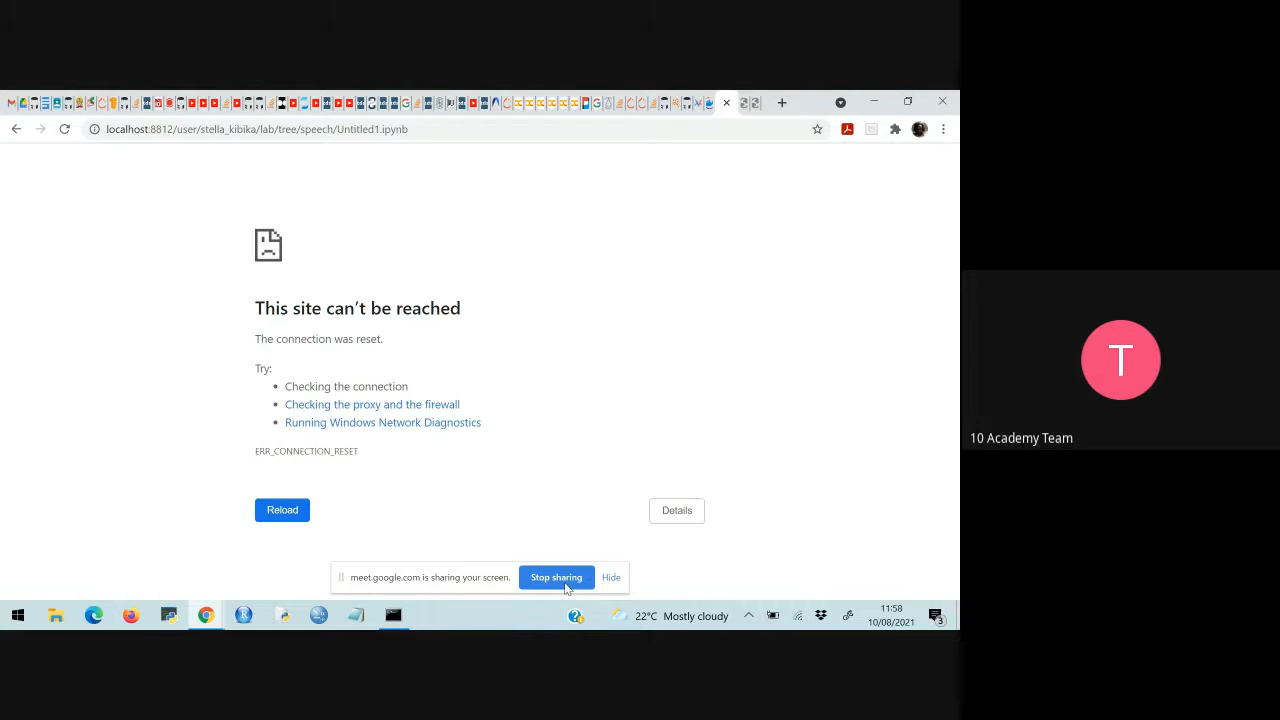 localhost:8812/user/stella_kibika/lab/tree/speech/Untitled1.ipynb
This site can't be reached
The connection was reset.
Try:
Checking the connection
Checking the proxy and the firewall
Running Windows Network Diagnostics
ERR_CONNECTION_RESET
Reload
Details
meet.google.com is sharing your screen.
Stop sharing
Hide
22°C Mostly cloudy
11:58
10/08/2021
3
T
10 Academy Team